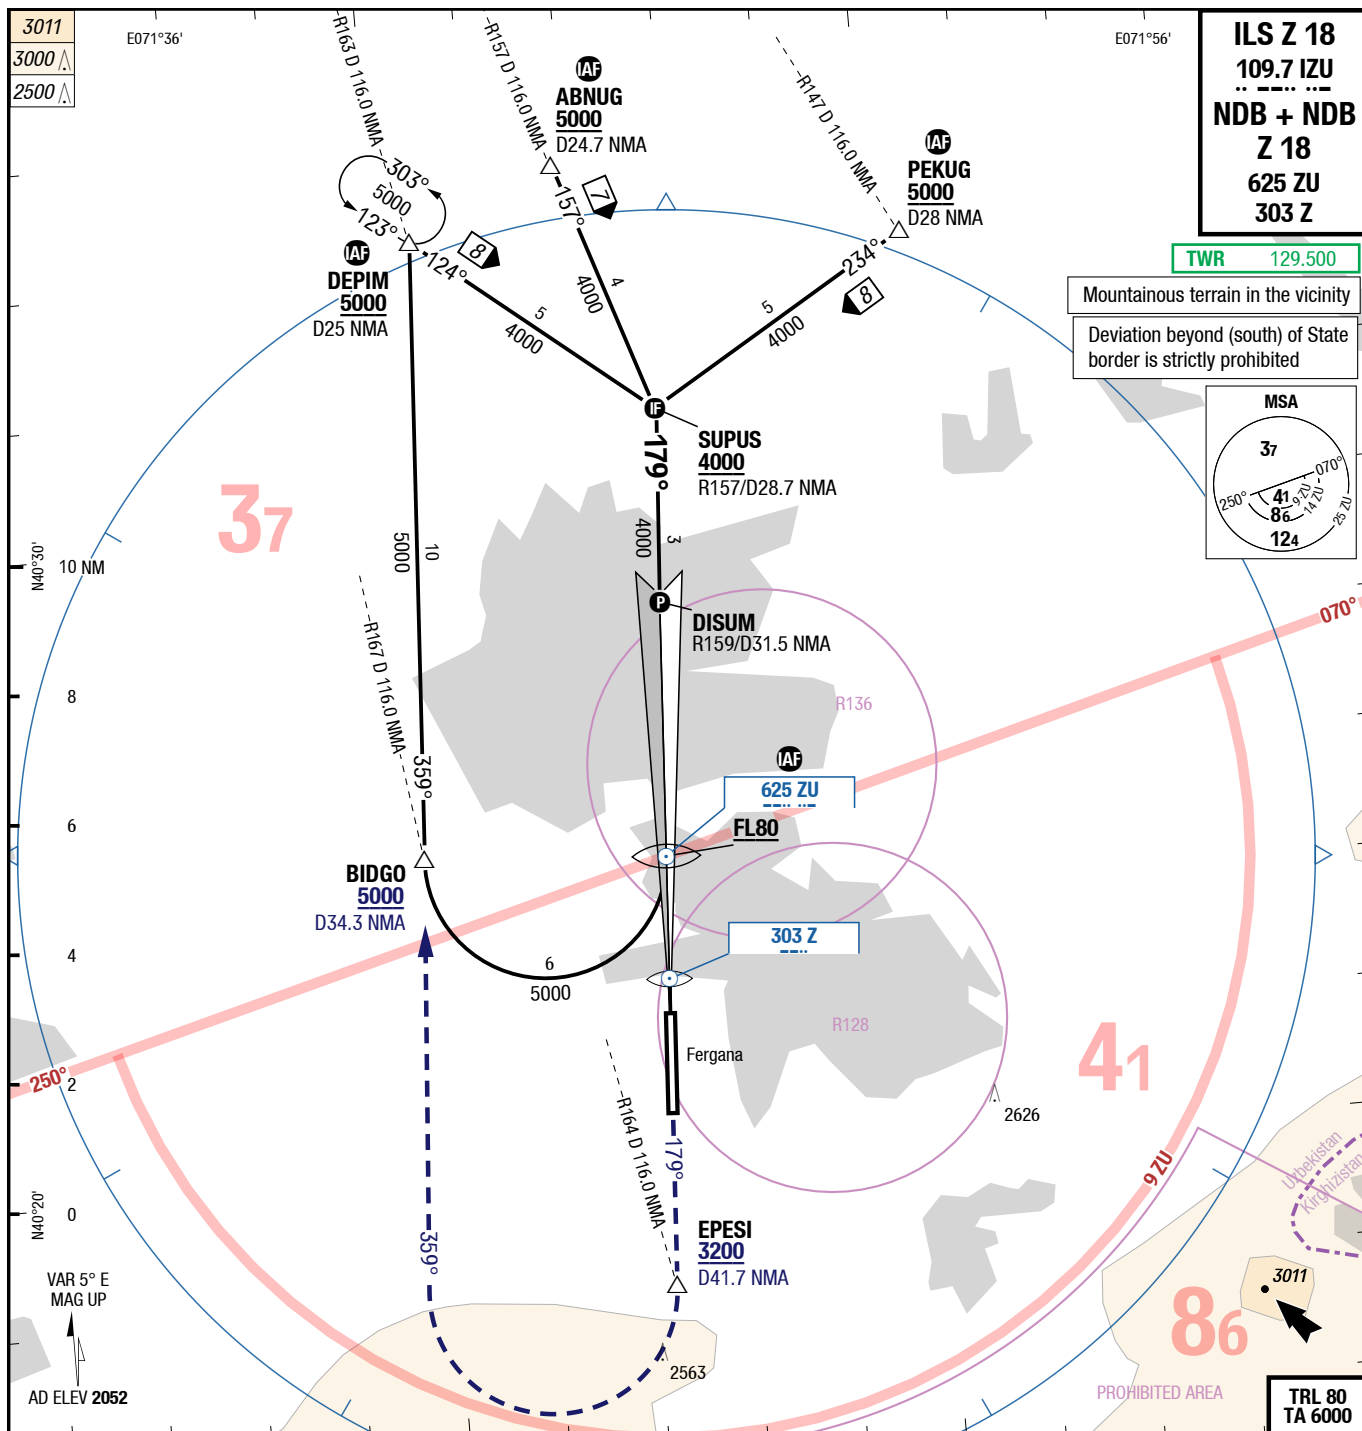 3011
3000
2500
E071°36'
E071°56'
ILS Z 18
109.7 IZU
NDB + NDB
Z 18
625 ZU
303 Z
TWR 129.500
Mountainous terrain in the vicinity
Deviation beyond (south) of State
border is strictly prohibited
MSA
37
070°
250°
41
9 ZU
86
14 ZU
124
25 ZU
R163 D 116.0 NMA
R157 D 116.0 NMA
R147 D 116.0 NMA
IAF
ABNUG
5000
D24.7 NMA
IAF
PEKUG
5000
D28 NMA
303°
5000
123°
IAF
DEPIM
5000
D25 NMA
124°
8
5
4000
157°
7
4
4000
234°
8
5
4000
IF
SUPUS
4000
R157/D28.7 NMA
179°
3
4000
P
DISUM
R159/D31.5 NMA
37
10
5000
N40°30'
10 NM
8
6
4
2
0
N40°20'
R167 D 116.0 NMA
359°
BIDGO
5000
D34.3 NMA
R136
IAF
625 ZU
FL80
303 Z
6
5000
R128
070°
250°
41
Fergana
2626
9 ZU
R164 D 116.0 NMA
179°
EPESI
3200
D41.7 NMA
359°
2563
Uzbekistan
Kirghizistan
3011
86
PROHIBITED AREA
VAR 5° E
MAG UP
AD ELEV 2052
TRL 80
TA 6000